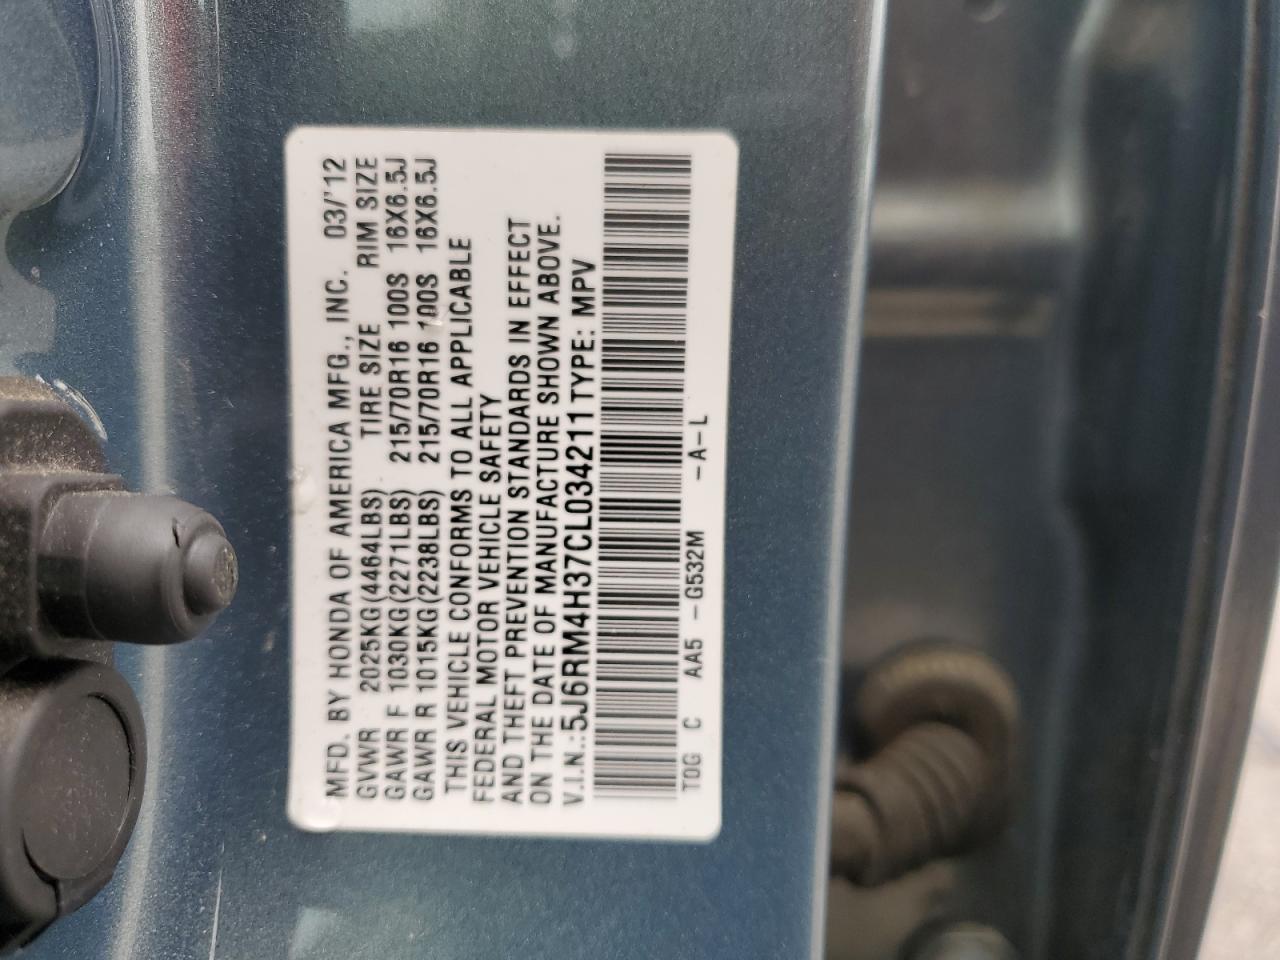 MFD. BY HONDA OF AMERICA MFG., INC. 03/'12
GVWR 2025KG(4464LBS) TIRE SIZE RIM SIZE
GAWR F 1030KG(2271LBS) 215/70R16 100S 16X6.5J
GAWR R 1015KG(2238LBS) 215/70R16 100S 16X6.5J
THIS VEHICLE CONFORMS TO ALL APPLICABLE
FEDERAL MOTOR VEHICLE SAFETY
AND THEFT PREVENTION STANDARDS IN EFFECT
ON THE DATE OF MANUFACTURE SHOWN ABOVE.
V.I.N.:5J6RM4H37CL034211TYPE: MPV
TOG C AA5 -G532M -A-L